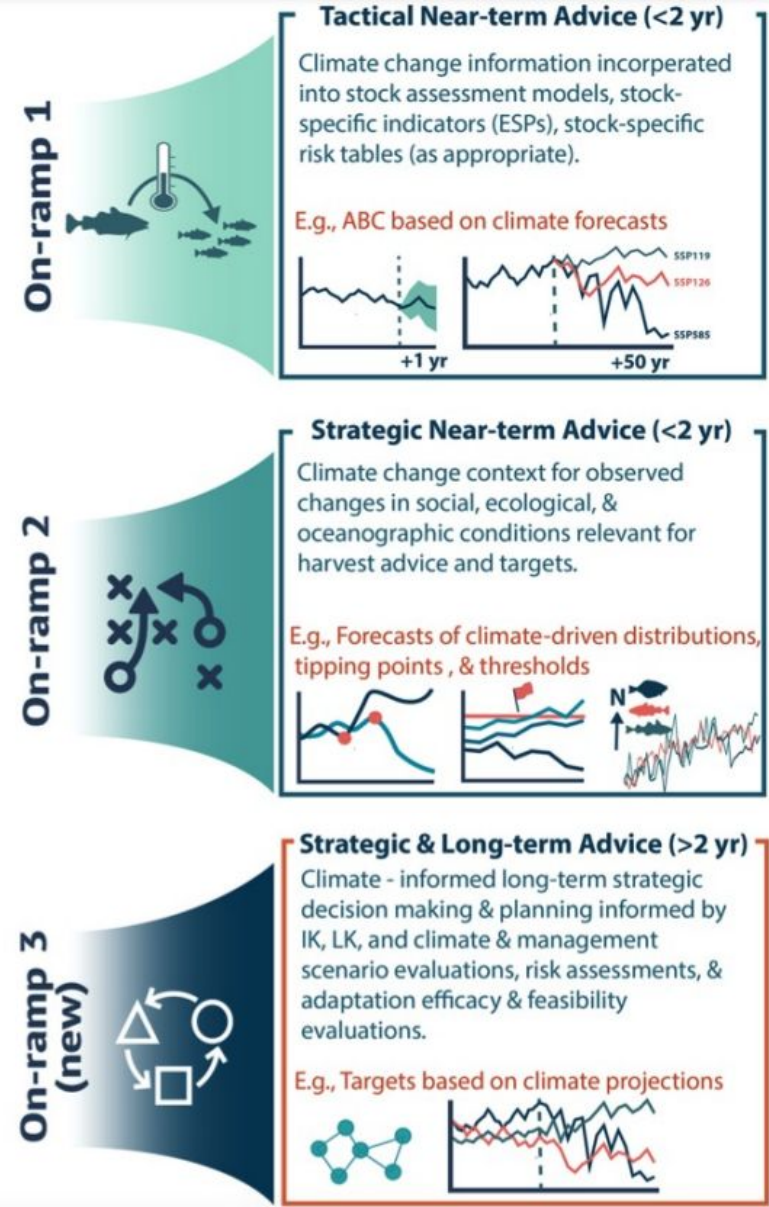 On-ramp 1
Tactical Near-term Advice (<2 yr)
Climate change information incorperated
into stock assessment models, stock-
specific indicators (ESPs), stock-specific
risk tables (as appropriate).
E.g., ABC based on climate forecasts
SSP119
SSP126
SSP585
+1 yr
+50 yr
On-ramp 2
Strategic Near-term Advice (<2 yr)
Climate change context for observed
changes in social, ecological, &
oceanographic conditions relevant for
harvest advice and targets.
E.g., Forecasts of climate-driven distributions,
tipping points , & thresholds
N
On-ramp 3
(new)
Strategic & Long-term Advice (>2 yr)
Climate - informed long-term strategic
decision making & planning informed by
IK, LK, and climate & management
scenario evaluations, risk assessments, &
adaptation efficacy & feasibility
evaluations.
E.g., Targets based on climate projections